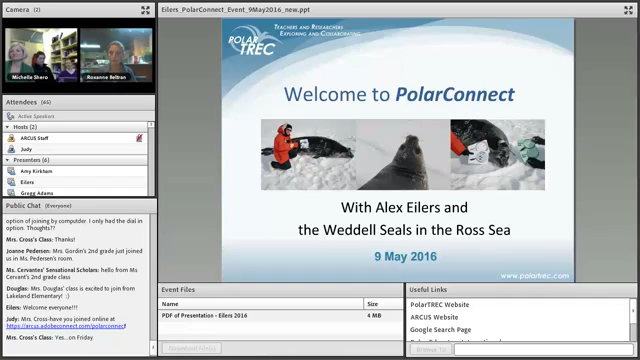 Camera (2)
Michelle Shero
Roxanne Beltran
Attendees (45)
Active Speakers
Hosts (2)
ARCUS Staff
Judy
Presenters (6)
Amy Kirkham
Eilers
Gregg Adams
Public Chat (Everyone)
option of joining by computer. I only had the dial in
option. Thoughts??
Mrs. Cross's Class: Thanks!
Joanne Pedersen: Mrs. Gordin's 2nd grade just joined
us in Ms. Pedersen's room.
Ms. Cervantes' Sensational Scholars: hello from Ms
Cervant's 2nd grade class
Douglas: Mrs. Douglas' class is excited to join from
Lakeland Elementary! :)
Eilers: Welcome everyone!!!
Judy: Mrs. Cross-have you joined online at
https://arcus.adobeconnect.com/polarconnect
Mrs. Cross's Class: Yes...on Friday.
Eilers_PolarConnect_Event_9May2016_new.ppt
POLAR
TREC
TEACHERS AND RESEARCHERS
EXPLORING AND COLLABORATING
Welcome to PolarConnect
With Alex Eilers and
the Weddell Seals in the Ross Sea
9 May 2016
www.polartrec.com
Event Files
Name
Size
PDF of Presentation - Eilers 2016
4 MB
Useful Links
PolarTREC Website
ARCUS Website
Google Search Page
Browse To